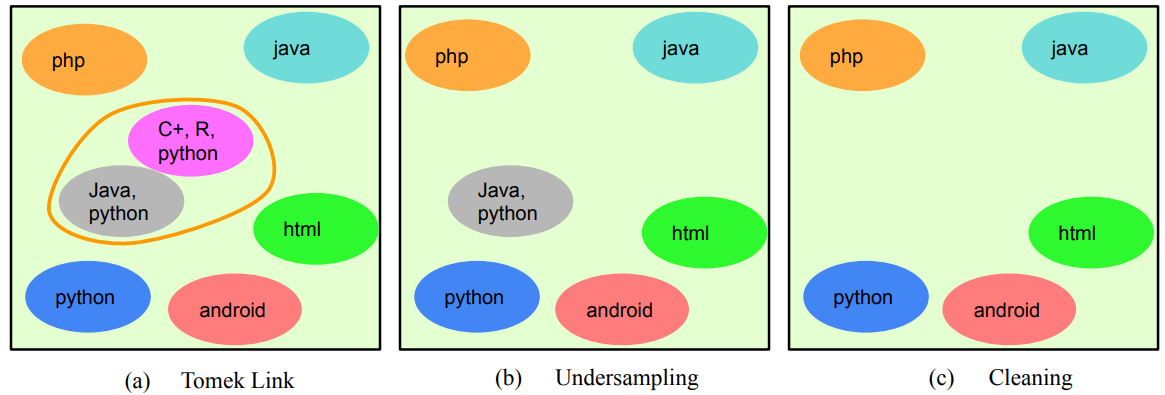 php
java
C+, R,
python
Java,
python
html
python
android
(a) Tomek Link
php
java
Java,
python
html
python
android
(b) Undersampling
php
java
html
python
android
(c) Cleaning